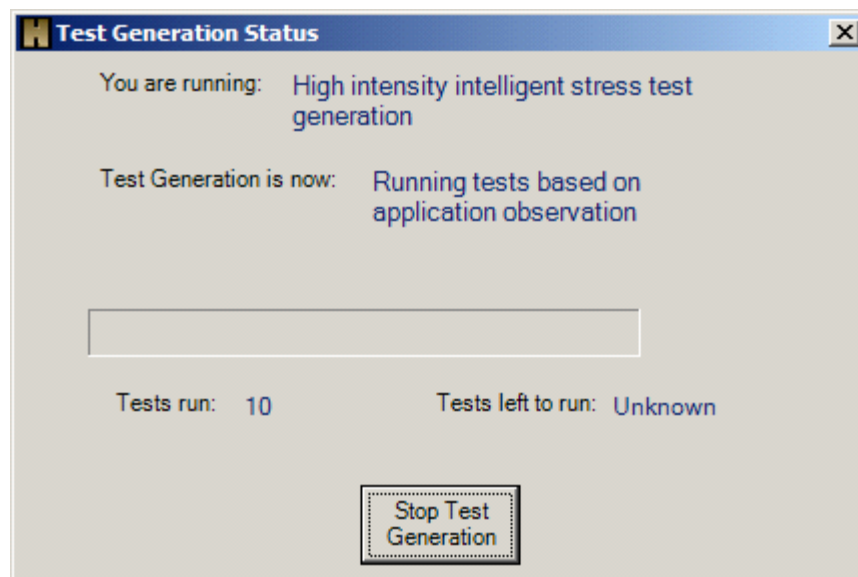 Test Generation Status
You are running: High intensity intelligent stress test
generation
Test Generation is now: Running tests based on
application observation
Tests run: 10 Tests left to run: Unknown
Stop Test
Generation